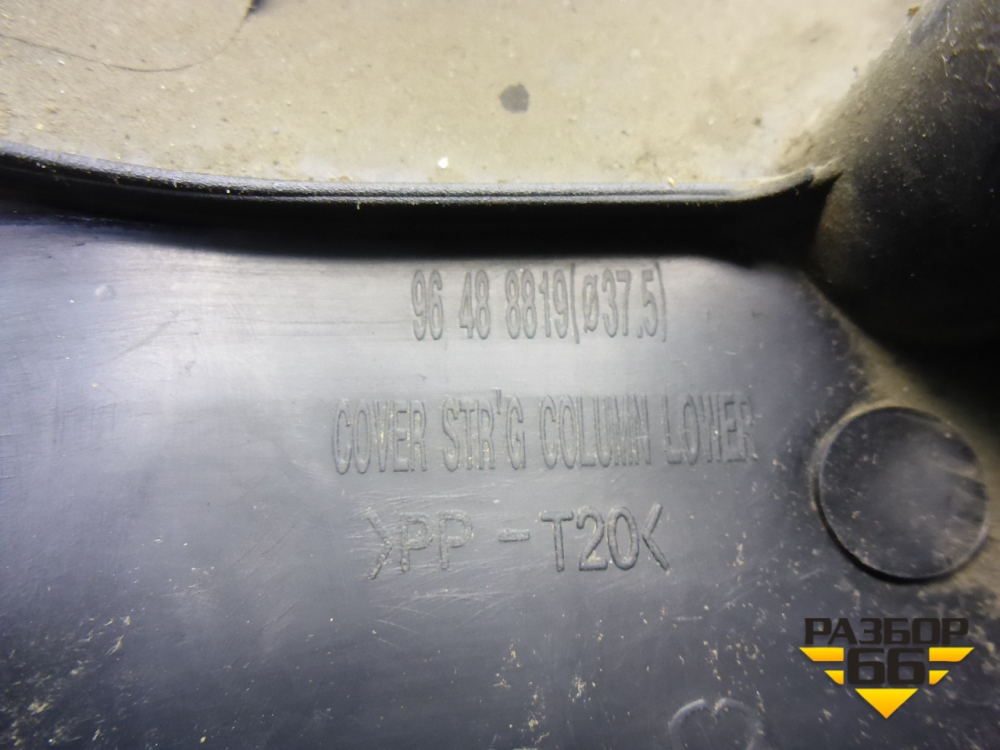 96 48 8819(ø37.5)
COVER STR'G COLUMN LOWER
>PP-T20<
РАЗБОР
66